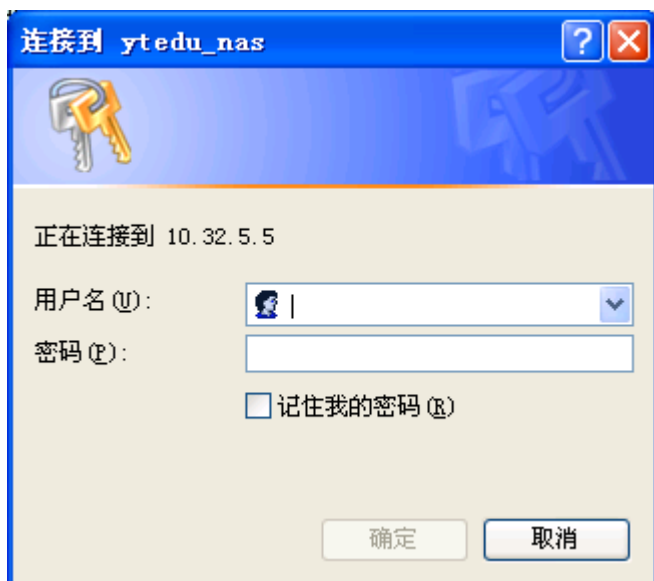 连接到 ytedu_nas
正在连接到 10.32.5.5
用户名(U):
密码(P):
记住我的密码(R)
确定 取消